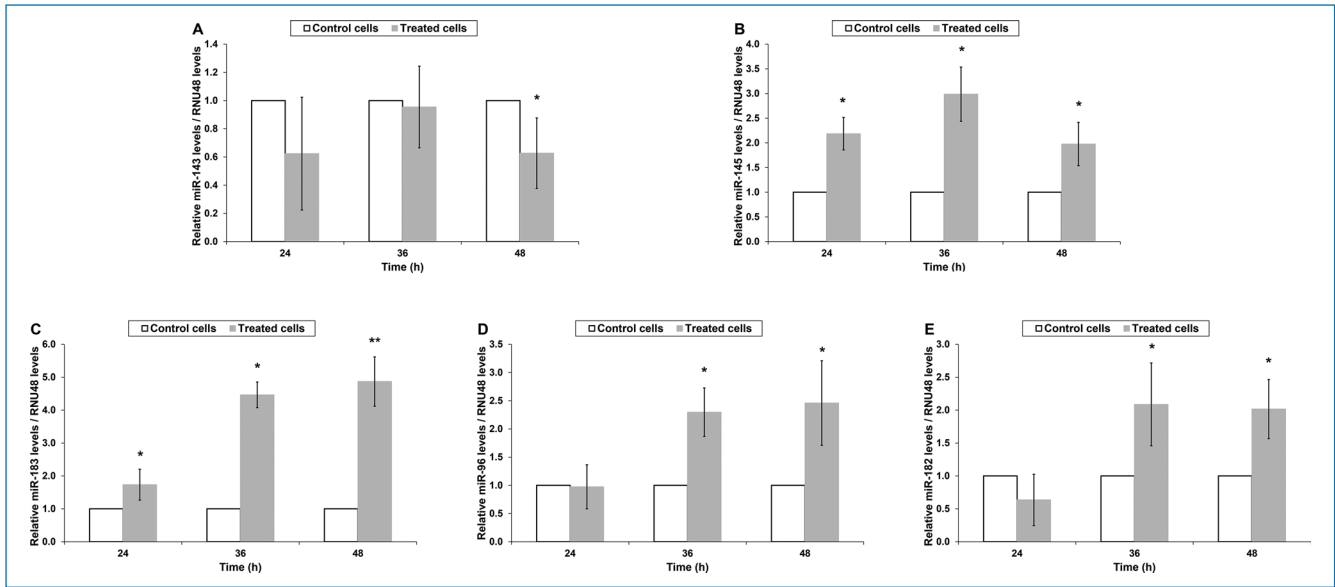 A
Control cells Treated cells
Relative miR-143 levels / RNU48 levels
1.4
1.2
1.0
0.8
0.6
0.4
0.2
0.0
*
24 36 48
Time (h)
B
Control cells Treated cells
Relative miR-145 levels / RNU48 levels
4.0
3.5
3.0
2.5
2.0
1.5
1.0
0.5
0.0
* * *
24 36 48
Time (h)
C
Control cells Treated cells
Relative miR-183 levels / RNU48 levels
6.0
5.0
4.0
3.0
2.0
1.0
0.0
* * **
24 36 48
Time (h)
D
Control cells Treated cells
Relative miR-96 levels / RNU48 levels
3.5
3.0
2.5
2.0
1.5
1.0
0.5
0.0
* *
24 36 48
Time (h)
E
Control cells Treated cells
Relative miR-182 levels / RNU48 levels
3.0
2.5
2.0
1.5
1.0
0.5
0.0
* *
24 36 48
Time (h)